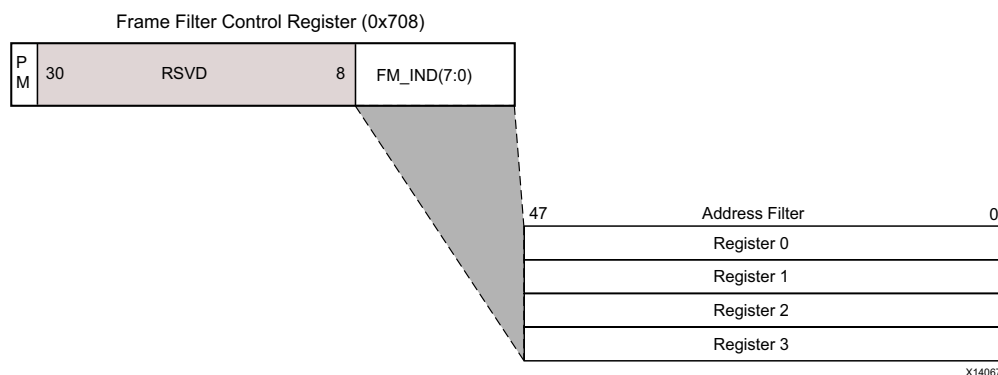 Frame Filter Control Register (0x708)
P
M
30 RSVD 8 FM_IND(7:0)
47 Address Filter 0
Register 0
Register 1
Register 2
Register 3
X14067